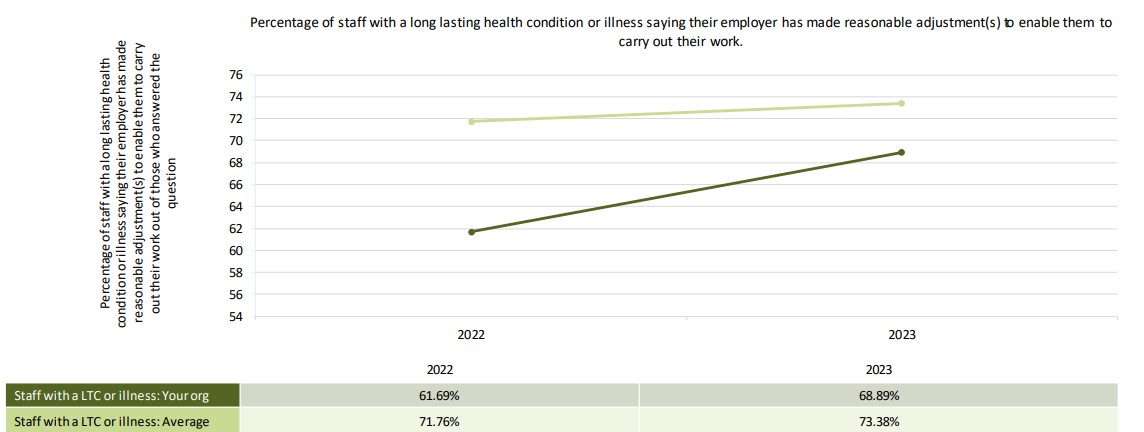 Percentage of staff with a long lasting health condition or illness saying their employer has made reasonable adjustment(s) to enable them to
carry out their work.
Percentage of staff with a long lasting health
condition or illness saying their employer has made
reasonable adjustment(s) to enable them to carry
out their work out of those who answered the
question
76
74
72
70
68
66
64
62
60
58
56
54
2022 2023
2022 2023
Staff with a LTC or illness: Your org 61.69% 68.89%
Staff with a LTC or illness: Average 71.76% 73.38%